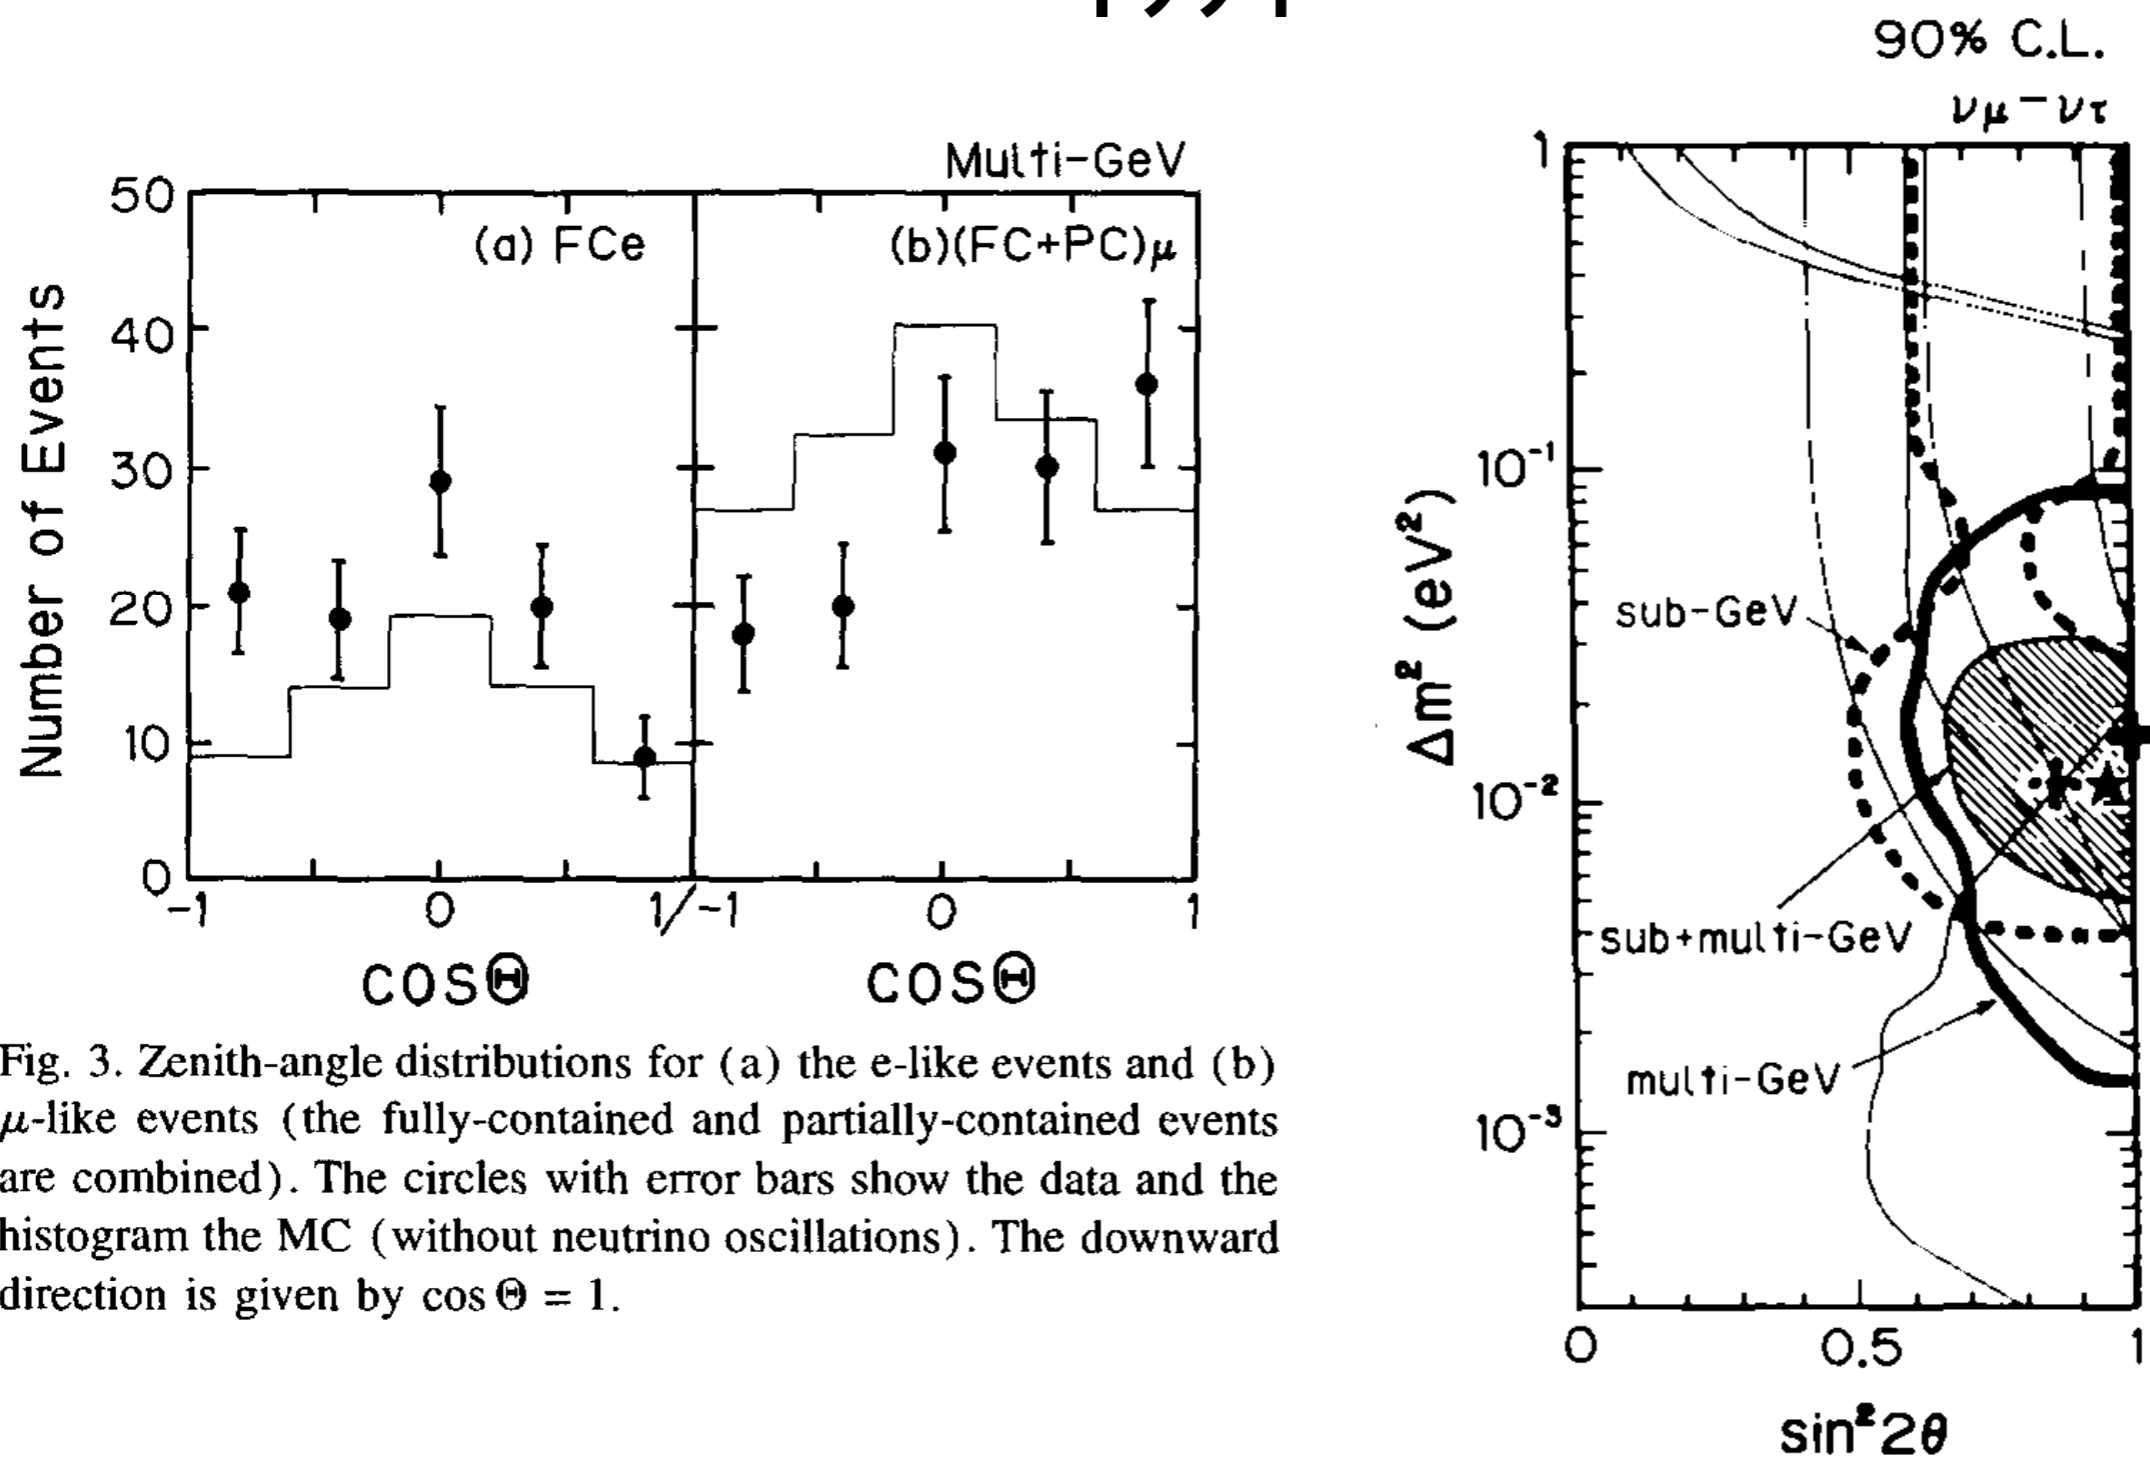 Multi-GeV
(a) FCe
(b)(FC+PC)μ
Number of Events
50
40
30
20
10
0
-1
0
1/-1
0
1
cosΘ
cosΘ
Fig. 3. Zenith-angle distributions for (a) the e-like events and (b)
μ-like events (the fully-contained and partially-contained events
are combined). The circles with error bars show the data and the
histogram the MC (without neutrino oscillations). The downward
direction is given by cos Θ = 1.
90% C.L.
νμ − ντ
Δm² (eV²)
1
10⁻¹
10⁻²
10⁻³
sub-GeV
sub+multi-GeV
multi-GeV
0
0.5
1
sin²2θ